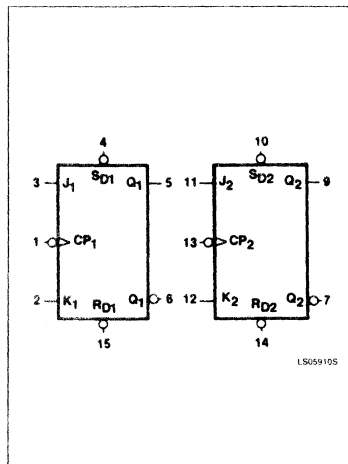 4 10
3 J1 SD1 Q1 5 11 J2 SD2 Q2 9
1 CP1 13 CP2
2 K1 RD1 Q1 6 12 K2 RD2 Q2 7
15 14
LS05910S